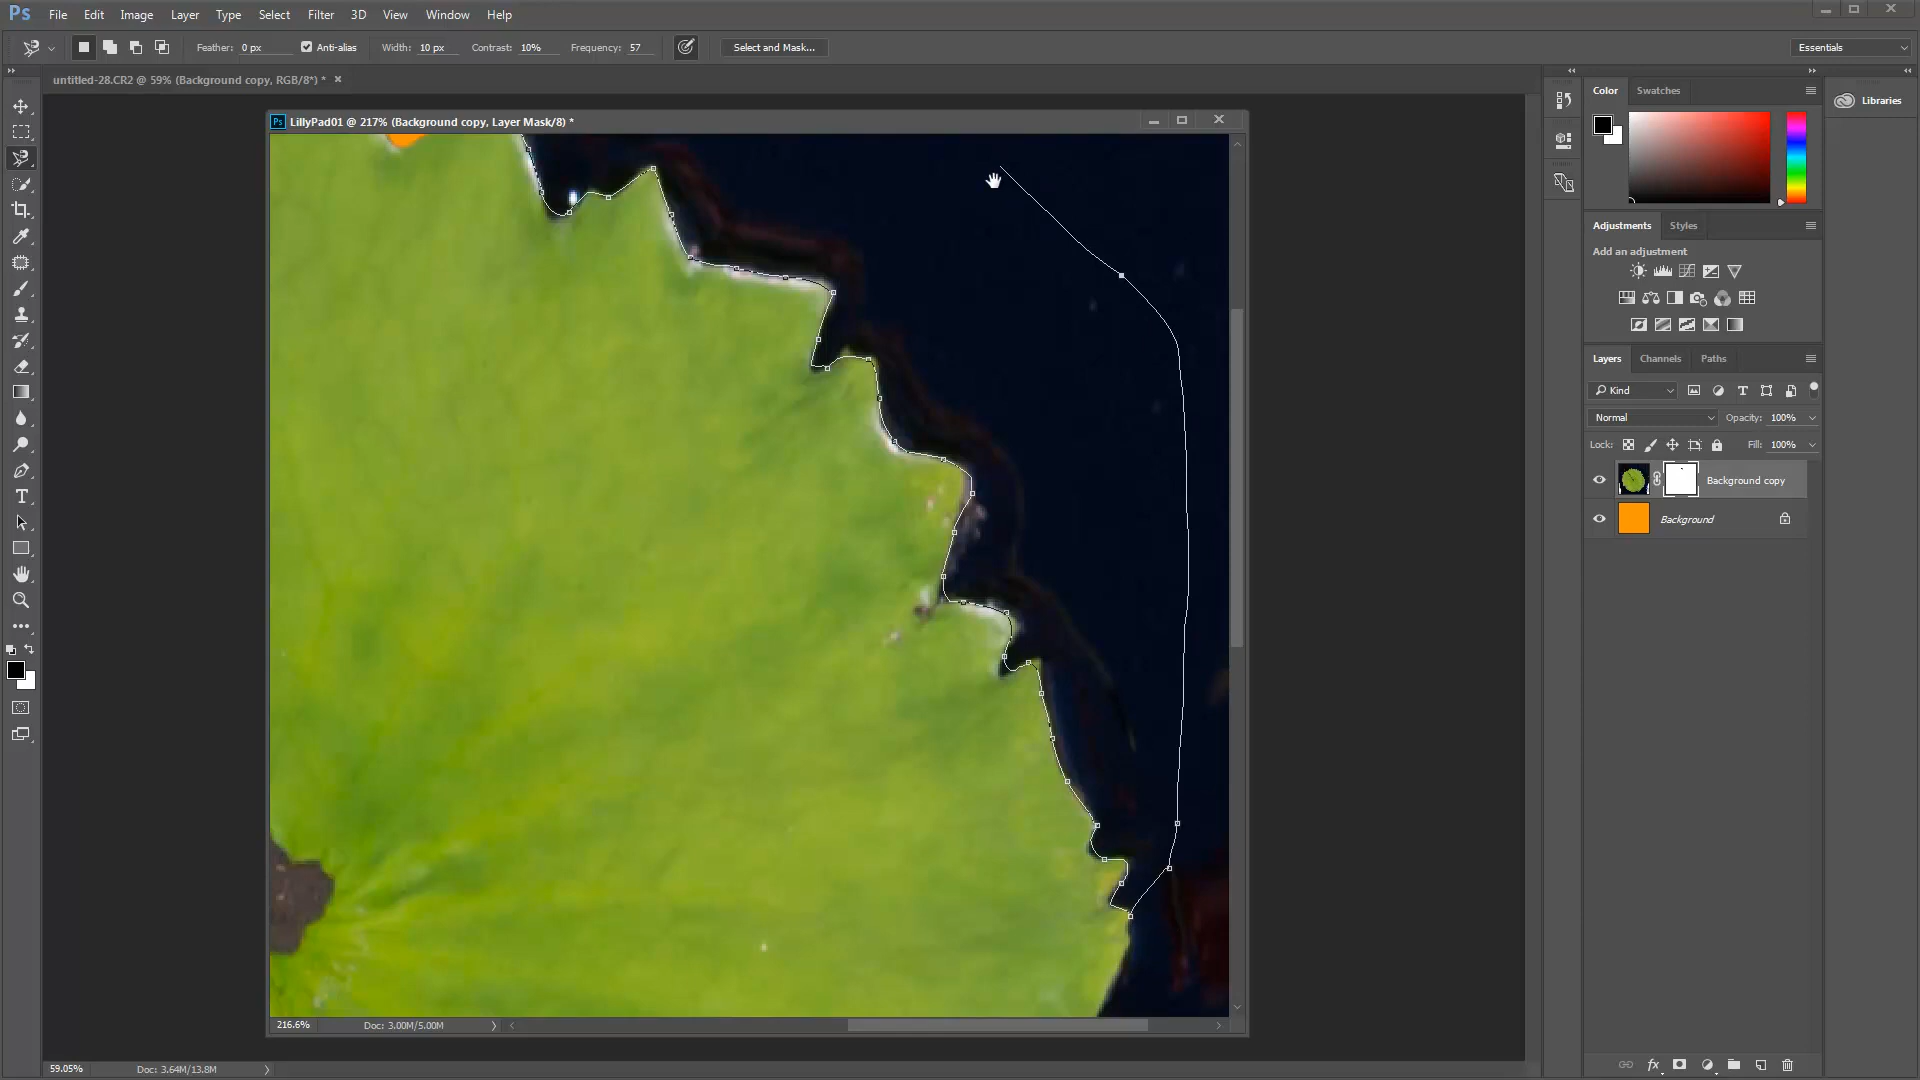 Ps File Edit Image Layer Type Select Filter 3D View Window Help
Feather: 0 px Anti-alias Width: 10 px Contrast: 10% Frequency: 57 Select and Mask... Essentials
untitled-28.CR2 @ 59% (Background copy, RGB/8*) *
Ps LillyPad01 @ 217% (Background copy, Layer Mask/8) *
Color Swatches
Libraries
Adjustments Styles
Add an adjustment
Layers Channels Paths
Kind
Normal Opacity: 100%
Lock: Fill: 100%
Background copy
Background
216.6% Doc: 3.00M/5.00M
59.05% Doc: 3.64M/13.8M